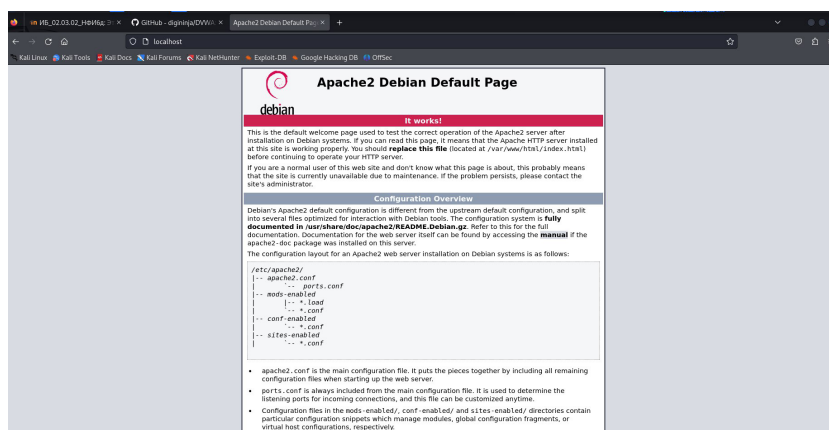 ИБ_02.03.02_НФИбд: Эт
GitHub - digininja/DVWA:
Apache2 Debian Default Pag
localhost
Kali Linux Kali Tools Kali Docs Kali Forums Kali NetHunter Exploit-DB Google Hacking DB OffSec
debian
Apache2 Debian Default Page
It works!
This is the default welcome page used to test the correct operation of the Apache2 server after
installation on Debian systems. If you can read this page, it means that the Apache HTTP server installed
at this site is working properly. You should replace this file (located at /var/www/html/index.html)
before continuing to operate your HTTP server.
If you are a normal user of this web site and don't know what this page is about, this probably means
that the site is currently unavailable due to maintenance. If the problem persists, please contact the
site's administrator.
Configuration Overview
Debian's Apache2 default configuration is different from the upstream default configuration, and split
into several files optimized for interaction with Debian tools. The configuration system is fully
documented in /usr/share/doc/apache2/README.Debian.gz. Refer to this for the full
documentation. Documentation for the web server itself can be found by accessing the manual if the
apache2-doc package was installed on this server.
The configuration layout for an Apache2 web server installation on Debian systems is as follows:
/etc/apache2/
|-- apache2.conf
|       `--  ports.conf
|-- mods-enabled
|       |-- *.load
|       `-- *.conf
|-- conf-enabled
|       `-- *.conf
|-- sites-enabled
|       `-- *.conf
• apache2.conf is the main configuration file. It puts the pieces together by including all remaining
configuration files when starting up the web server.
• ports.conf is always included from the main configuration file. It is used to determine the
listening ports for incoming connections, and this file can be customized anytime.
• Configuration files in the mods-enabled/, conf-enabled/ and sites-enabled/ directories contain
particular configuration snippets which manage modules, global configuration fragments, or
virtual host configurations, respectively.